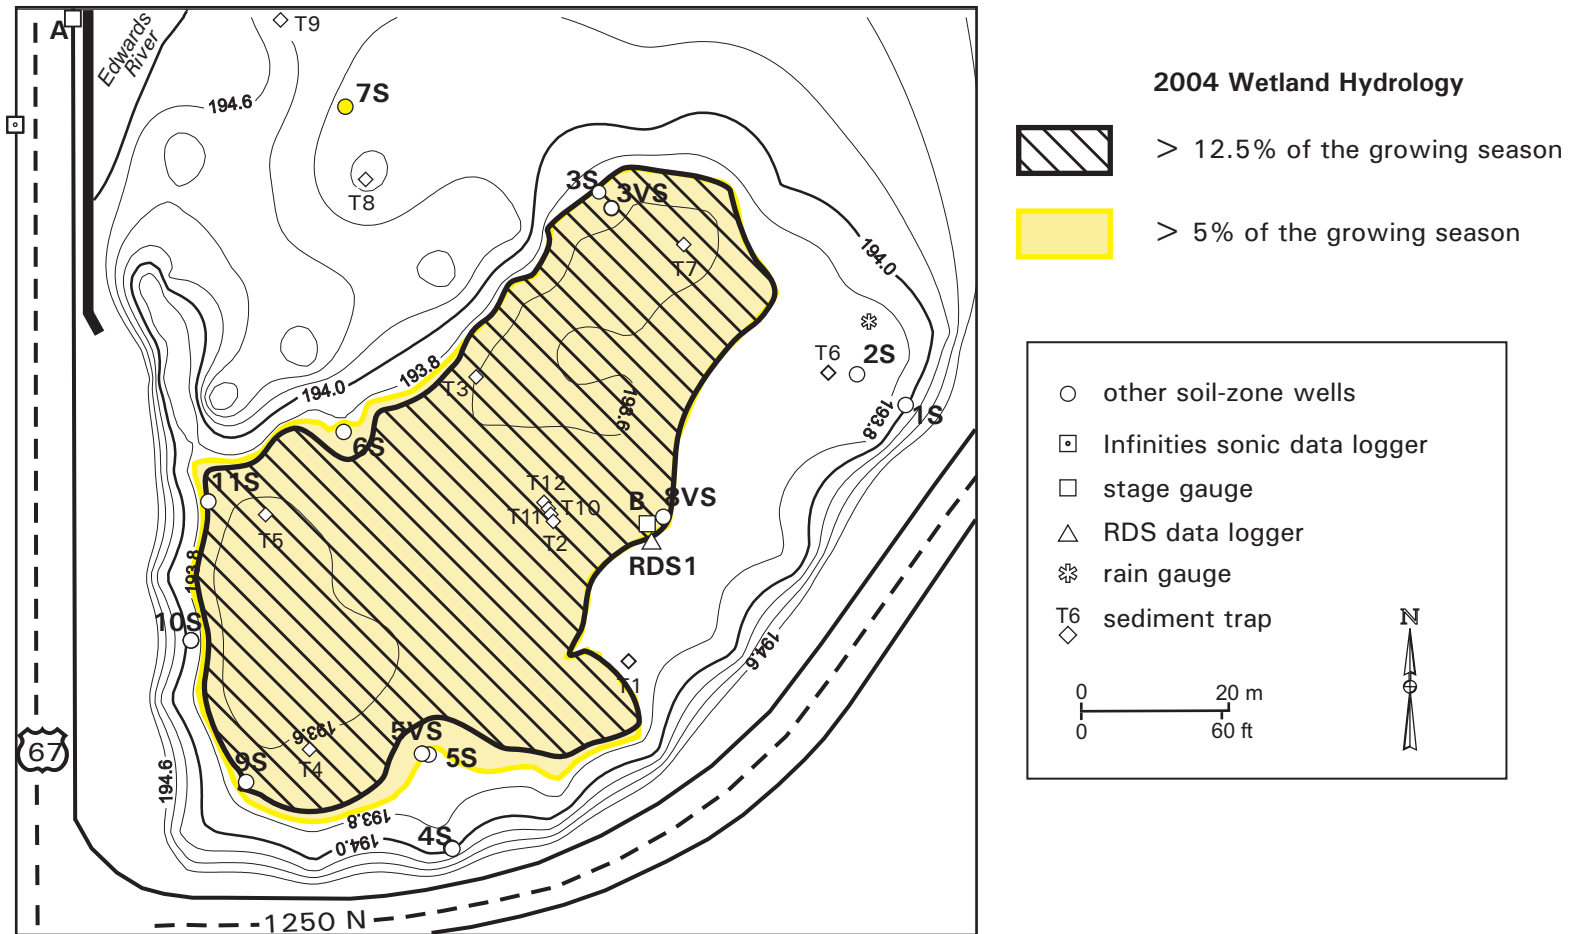 A
Edwards
River
T9
194.6
7S
T8
3S
3VS
T7
194.0
T6
2S
1S
193.8
194.0
193.8
T3
193.6
6S
11S
T5
T12
T10
T11
T2
B
8VS
RDS1
193.8
10S
T1
194.6
193.6
T4
9S
5VS
5S
193.8
194.0
4S
194.6
67
1250 N
2004 Wetland Hydrology
> 12.5% of the growing season
> 5% of the growing season
other soil-zone wells
Infinities sonic data logger
stage gauge
RDS data logger
rain gauge
T6 sediment trap
N
0 20 m
0 60 ft